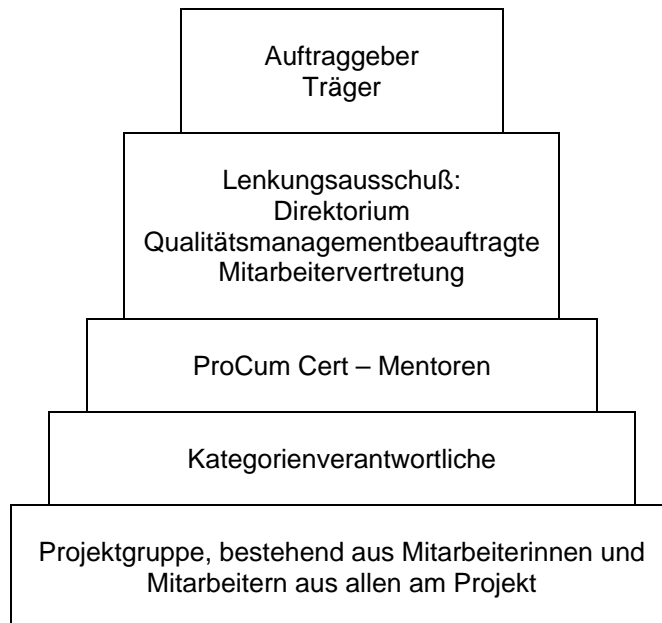 Auftraggeber
Träger
Lenkungsausschuß:
Direktorium
Qualitätsmanagementbeauftragte
Mitarbeitervertretung
ProCum Cert – Mentoren
Kategorienverantwortliche
Projektgruppe, bestehend aus Mitarbeiterinnen und
Mitarbeitern aus allen am Projekt